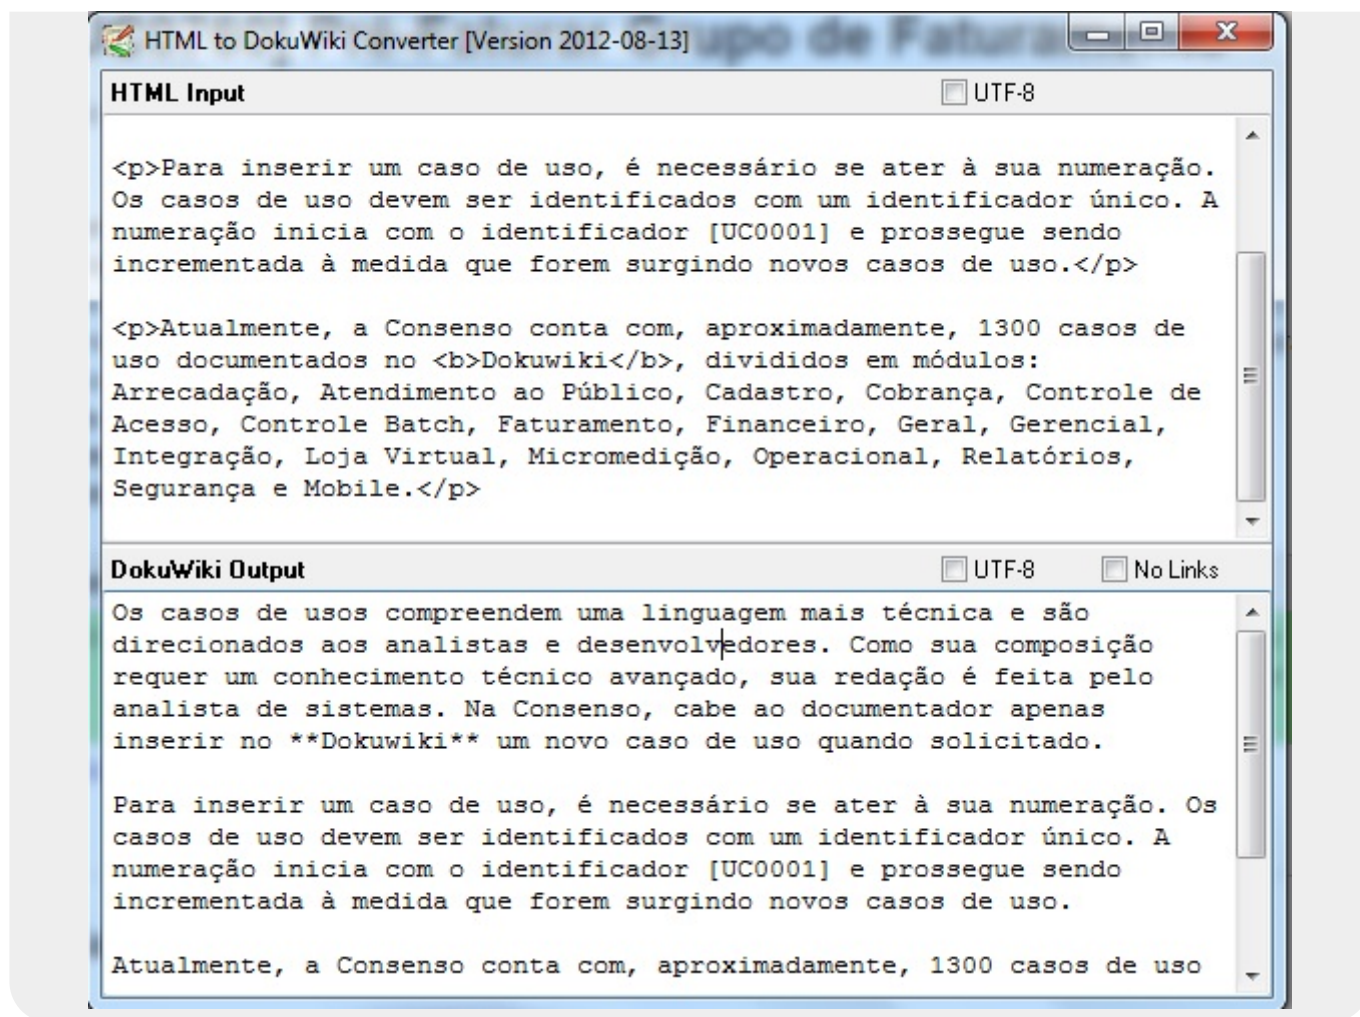 HTML to DokuWiki Converter [Version 2012-08-13]
HTML Input
UTF-8
<p>Para inserir um caso de uso, é necessário se ater à sua numeração.
Os casos de uso devem ser identificados com um identificador único. A
numeração inicia com o identificador [UC0001] e prossegue sendo
incrementada à medida que forem surgindo novos casos de uso.</p>
<p>Atualmente, a Consenso conta com, aproximadamente, 1300 casos de
uso documentados no <b>Dokuwiki</b>, divididos em módulos:
Arrecadação, Atendimento ao Público, Cadastro, Cobrança, Controle de
Acesso, Controle Batch, Faturamento, Financeiro, Geral, Gerencial,
Integração, Loja Virtual, Micromedição, Operacional, Relatórios,
Segurança e Mobile.</p>
DokuWiki Output
UTF-8
No Links
Os casos de usos compreendem uma linguagem mais técnica e são
direcionados aos analistas e desenvolvedores. Como sua composição
requer um conhecimento técnico avançado, sua redação é feita pelo
analista de sistemas. Na Consenso, cabe ao documentador apenas
inserir no **Dokuwiki** um novo caso de uso quando solicitado.
Para inserir um caso de uso, é necessário se ater à sua numeração. Os
casos de uso devem ser identificados com um identificador único. A
numeração inicia com o identificador [UC0001] e prossegue sendo
incrementada à medida que forem surgindo novos casos de uso.
Atualmente, a Consenso conta com, aproximadamente, 1300 casos de uso